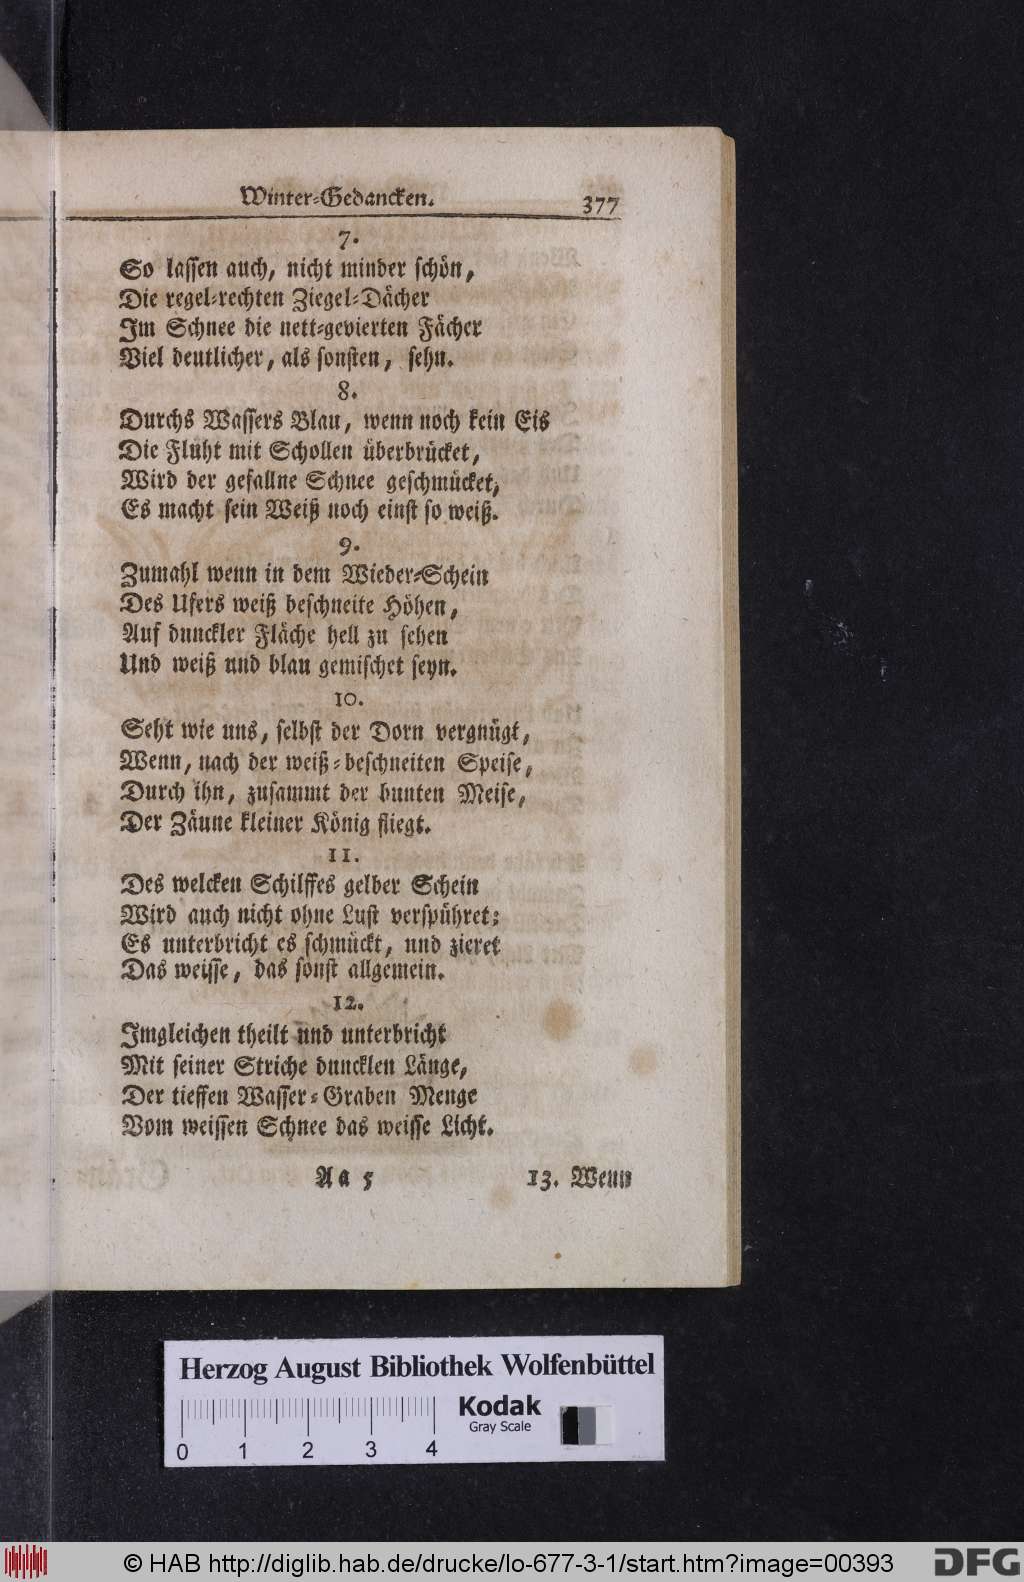 Winter-Gedancken. 377
7.
So lassen auch, nicht minder schön,
Die regel-rechten Ziegel-Dächer
Im Schnee die nett-gevierten Fächer
Viel deutlicher, als sonsten, sehn.
8.
Durchs Wassers Blau, wenn noch kein Eis
Die Fluht mit Schollen überbrücket,
Wird der gefallne Schnee geschmücket,
Es macht sein Weiß noch einst so weiß.
9.
Zumahl wenn in dem Wieder-Schein
Des Ufers weiß beschneite Höhen,
Auf dunckler Fläche hell zu sehen
Und weiß und blau gemischet seyn.
10.
Seht wie uns, selbst der Dorn vergnügt,
Wenn, nach der weiß-beschneiten Speise,
Durch ihn, zusammt der bunten Meise,
Der Zäune kleiner König fliegt.
11.
Des welcken Schilffes gelber Schein
Wird auch nicht ohne Lust verspühret:
Es unterbricht es schmückt, und zieret
Das weisse, das sonst allgemein.
12.
Imgleichen theilt und unterbricht
Mit seiner Striche duncklen Länge,
Der tieffen Wasser-Graben Menge
Vom weissen Schnee das weisse Licht.
Aa 5 13. Wenn
Herzog August Bibliothek Wolfenbüttel
Kodak
Gray Scale
0 1 2 3 4
© HAB http://diglib.hab.de/drucke/lo-677-3-1/start.htm?image=00393
DFG